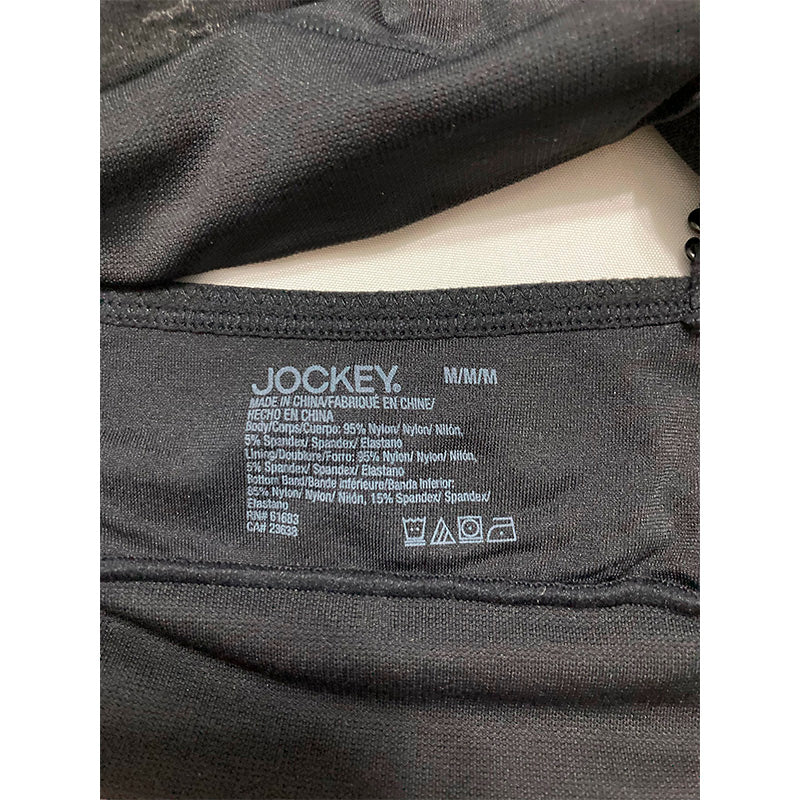 JOCKEY® M/M/M
MADE IN CHINA/FABRIQUÉ EN CHINE/
HECHO EN CHINA
Body/Corps/Cuerpo: 95% Nylon/ Nylon/ Nilón,
5% Spandex/ Spandex/ Elastano
Lining/Doublure/Forro: 95% Nylon/ Nylon/ Nilón,
5% Spandex/ Spandex/ Elastano
Bottom Band/Bande Inférieure/Banda Inferior:
85% Nylon/ Nylon/ Nilón, 15% Spandex/ Spandex/
Elastano
RN# 61683
CA# 23638